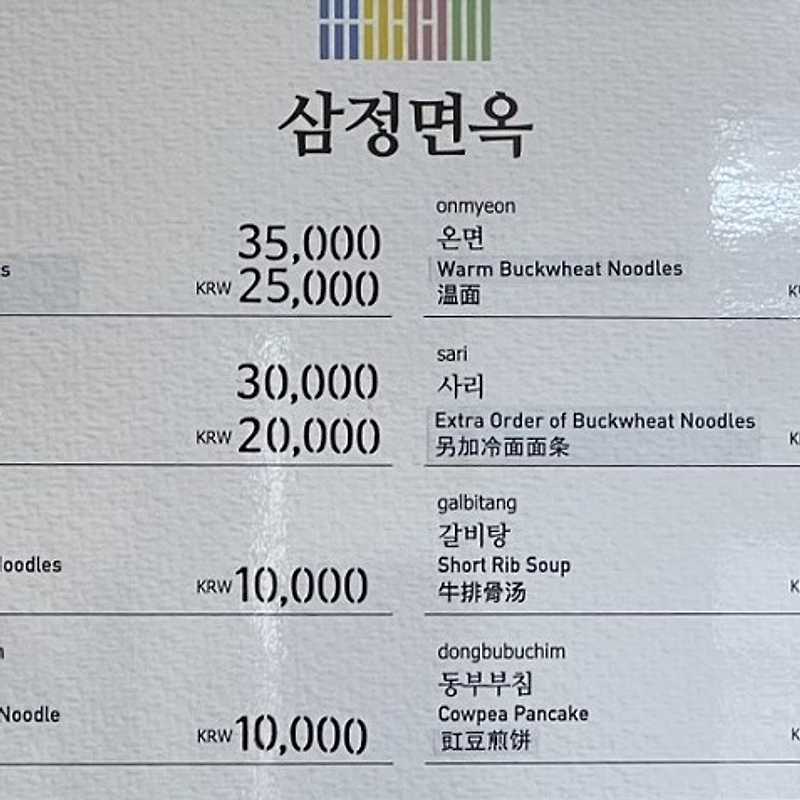 삼정면옥
35,000
KRW 25,000
30,000
KRW 20,000
KRW 10,000
Noodle
KRW 10,000
onmyeon
온면
Warm Buckwheat Noodles
温面
sari
사리
Extra Order of Buckwheat Noodles
另加冷面面条
galbitang
갈비탕
Short Rib Soup
牛排骨汤
dongbubuchim
동부부침
Cowpea Pancake
豇豆煎饼